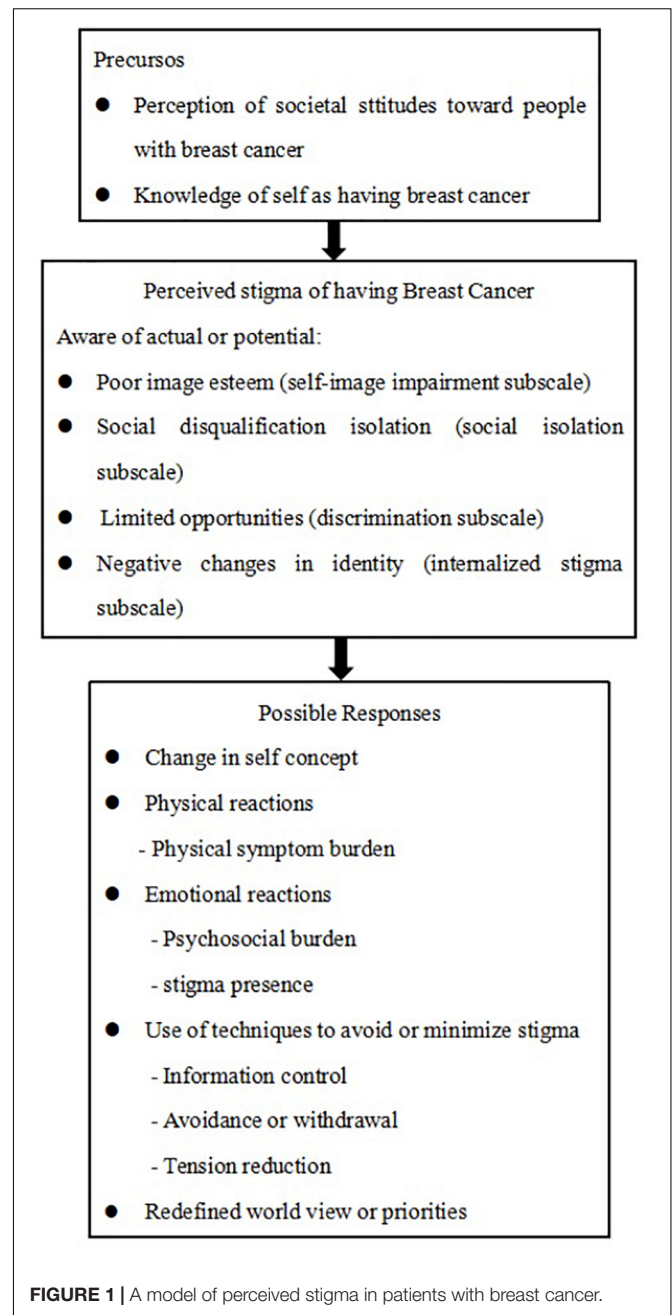 Precursos
● Perception of societal sttitudes toward people
with breast cancer
● Knowledge of self as having breast cancer
Perceived stigma of having Breast Cancer
Aware of actual or potential:
● Poor image esteem (self-image impairment subscale)
● Social disqualification isolation (social isolation
subscale)
● Limited opportunities (discrimination subscale)
● Negative changes in identity (internalized stigma
subscale)
Possible Responses
● Change in self concept
● Physical reactions
- Physical symptom burden
● Emotional reactions
- Psychosocial burden
- stigma presence
● Use of techniques to avoid or minimize stigma
- Information control
- Avoidance or withdrawal
- Tension reduction
● Redefined world view or priorities
FIGURE 1 | A model of perceived stigma in patients with breast cancer.